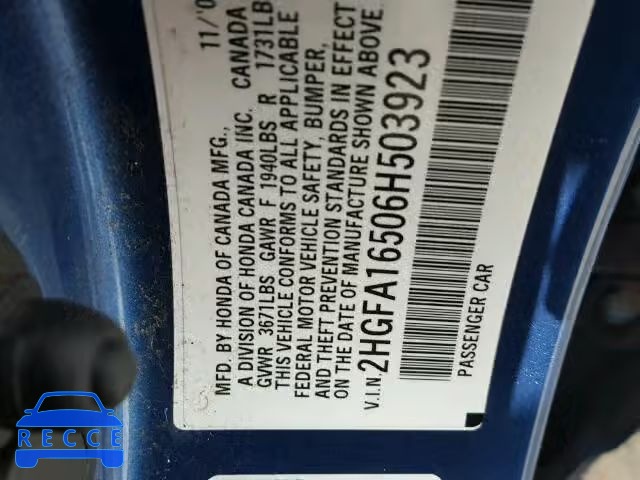 MFD. BY HONDA OF CANADA MFG., 11/'0
A DIVISION OF HONDA CANADA INC. CANADA
GVWR 3671LBS GAWR F 1940LBS R 1731LB
THIS VEHICLE CONFORMS TO ALL APPLICABLE
FEDERAL MOTOR VEHICLE SAFETY, BUMPER,
AND THEFT PREVENTION STANDARDS IN EFFECT
ON THE DATE OF MANUFACTURE SHOWN ABOVE
V.I.N. 2HGFA16506H503923
PASSENGER CAR